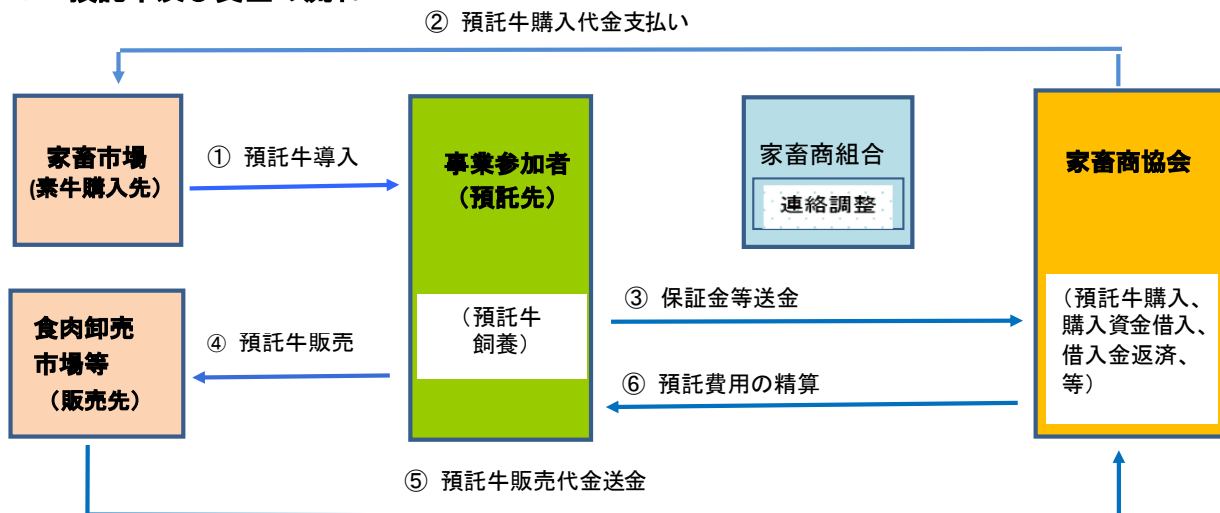 ② 預託牛購入代金支払い
家畜市場
(素牛購入先)
① 預託牛導入
事業参加者
(預託先)
家畜商組合
連絡調整
家畜商協会
食肉卸売
市場等
(販売先)
④ 預託牛販売
(預託牛
飼養)
③ 保証金等送金
⑥ 預託費用の精算
(預託牛購入、
購入資金借入、
借入金返済、
等)
⑤ 預託牛販売代金送金